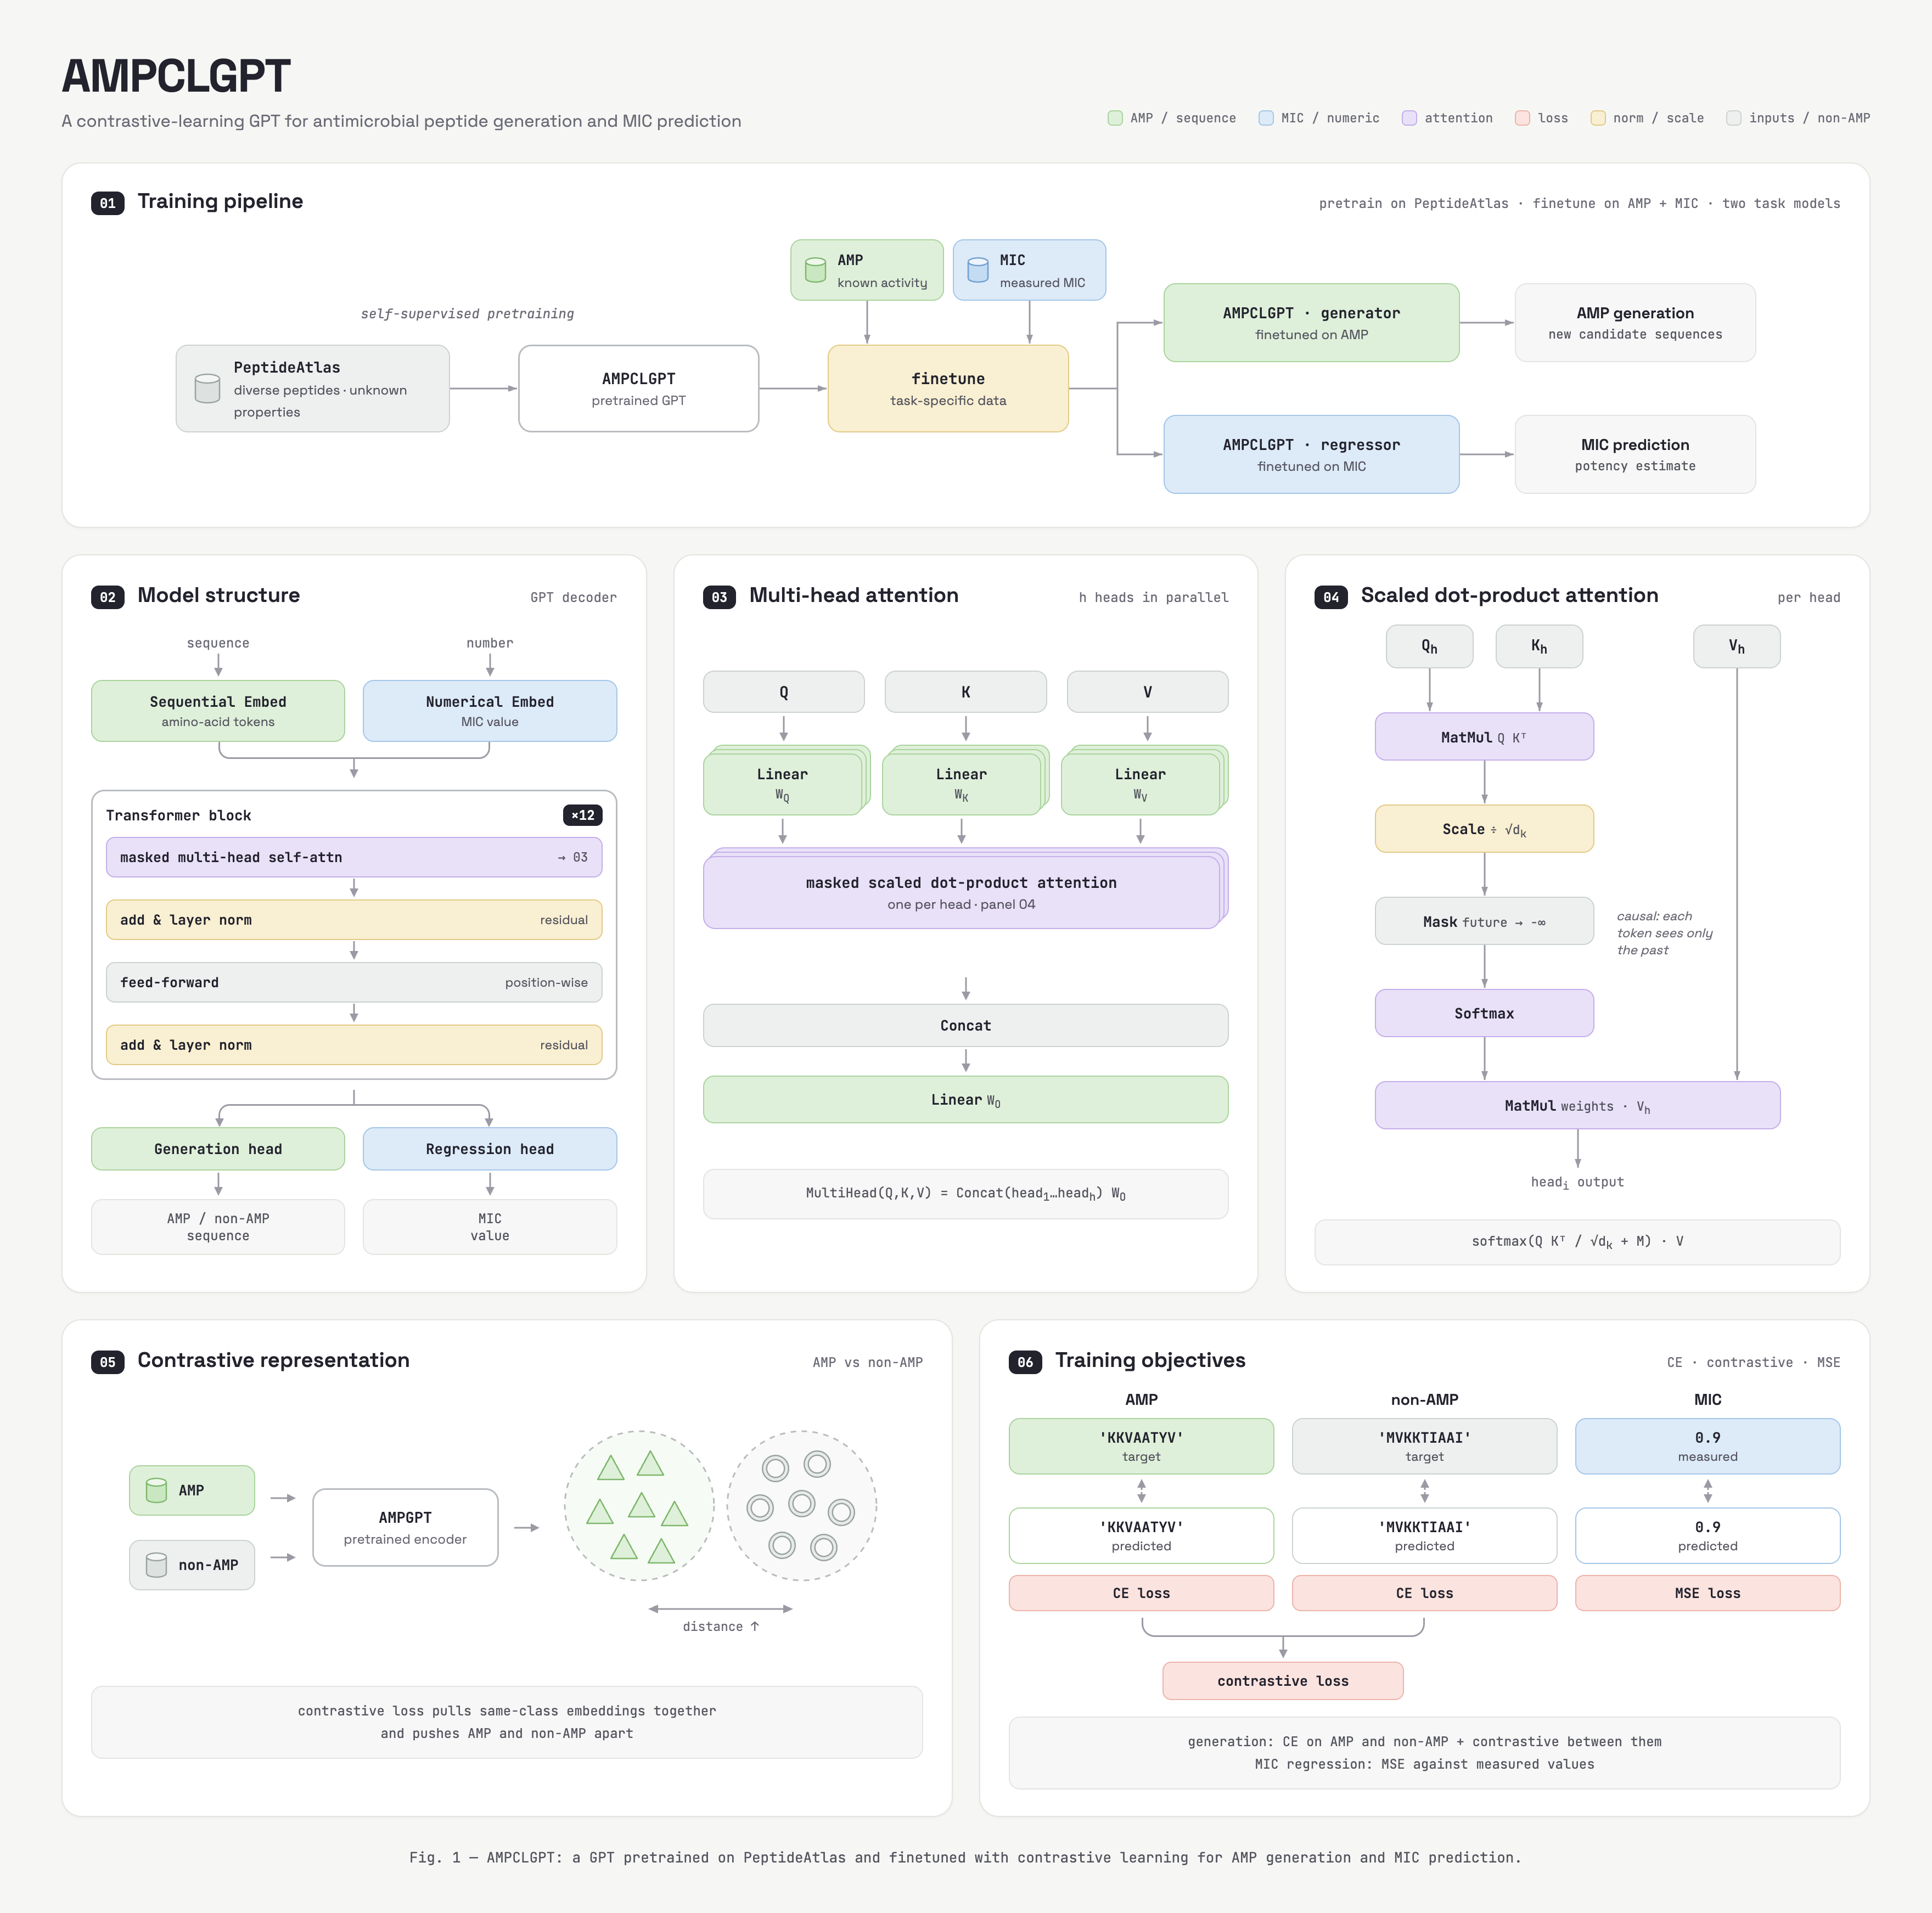 AMPCLGPT
A contrastive-learning GPT for antimicrobial peptide generation and MIC prediction
AMP / sequence
MIC / numeric
attention
loss
norm / scale
inputs / non-AMP
01 Training pipeline
pretrain on PeptideAtlas · finetune on AMP + MIC · two task models
AMP
known activity
MIC
measured MIC
self-supervised pretraining
PeptideAtlas
diverse peptides · unknown
properties
AMPCLGPT
pretrained GPT
finetune
task-specific data
AMPCLGPT · generator
finetuned on AMP
AMP generation
new candidate sequences
AMPCLGPT · regressor
finetuned on MIC
MIC prediction
potency estimate
02 Model structure
GPT decoder
sequence
number
Sequential Embed
amino-acid tokens
Numerical Embed
MIC value
Transformer block
×12
masked multi-head self-attn
→ 03
add & layer norm
residual
feed-forward
position-wise
add & layer norm
residual
Generation head
Regression head
AMP / non-AMP
sequence
MIC
value
03 Multi-head attention
h heads in parallel
Q
K
V
Linear
W_Q
Linear
W_K
Linear
W_V
masked scaled dot-product attention
one per head · panel 04
Concat
Linear W_O
MultiHead(Q,K,V) = Concat(head₁…head_h) W_O
04 Scaled dot-product attention
per head
Q_h
K_h
V_h
MatMul Q Kᵀ
Scale ÷ √d_k
Mask future → -∞
causal: each
token sees only
the past
Softmax
MatMul weights · V_h
head_i output
softmax(Q Kᵀ / √d_k + M) · V
05 Contrastive representation
AMP vs non-AMP
AMP
non-AMP
AMPGPT
pretrained encoder
distance ↑
contrastive loss pulls same-class embeddings together
and pushes AMP and non-AMP apart
06 Training objectives
CE · contrastive · MSE
AMP
non-AMP
MIC
'KKVAATYV'
target
'MVKKTIAAI'
target
0.9
measured
'KKVAATYV'
predicted
'MVKKTIAAI'
predicted
0.9
predicted
CE loss
CE loss
MSE loss
contrastive loss
generation: CE on AMP and non-AMP + contrastive between them
MIC regression: MSE against measured values
Fig. 1 — AMPCLGPT: a GPT pretrained on PeptideAtlas and finetuned with contrastive learning for AMP generation and MIC prediction.